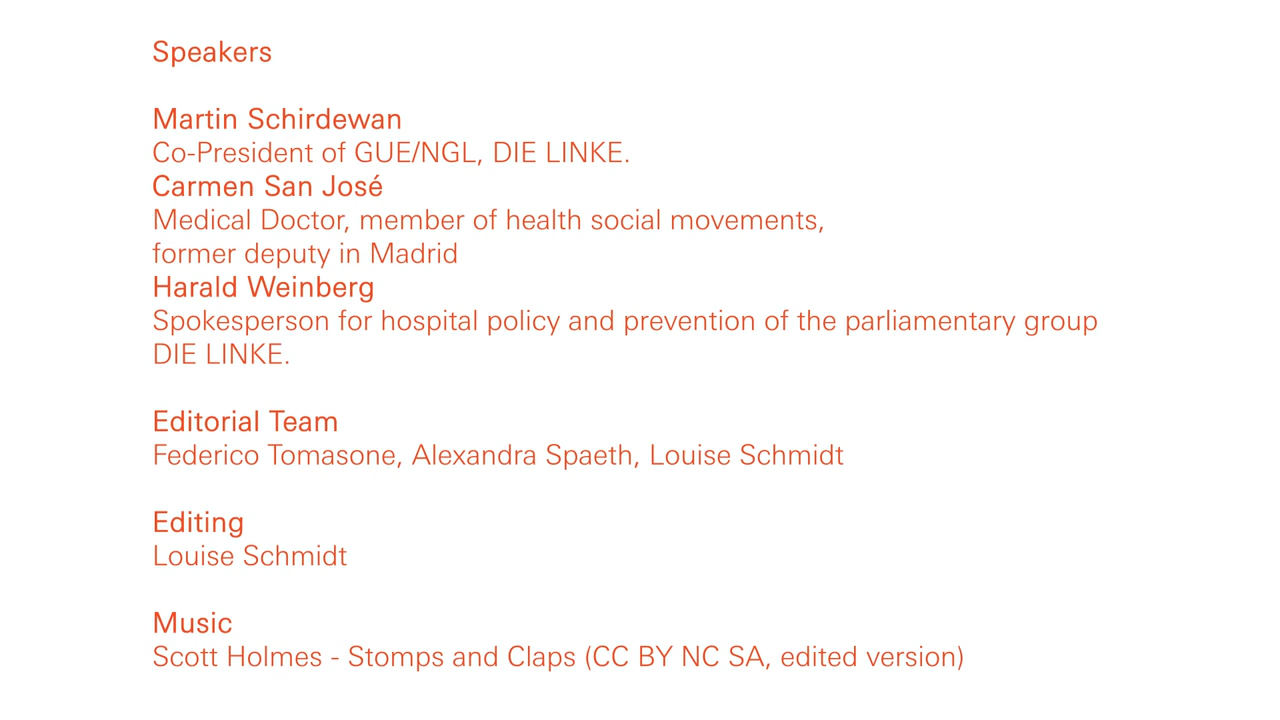 Speakers
Martin Schirdewan
Co-President of GUE/NGL, DIE LINKE.
Carmen San José
Medical Doctor, member of health social movements,
former deputy in Madrid
Harald Weinberg
Spokesperson for hospital policy and prevention of the parliamentary group
DIE LINKE.
Editorial Team
Federico Tomasone, Alexandra Spaeth, Louise Schmidt
Editing
Louise Schmidt
Music
Scott Holmes - Stomps and Claps (CC BY NC SA, edited version)